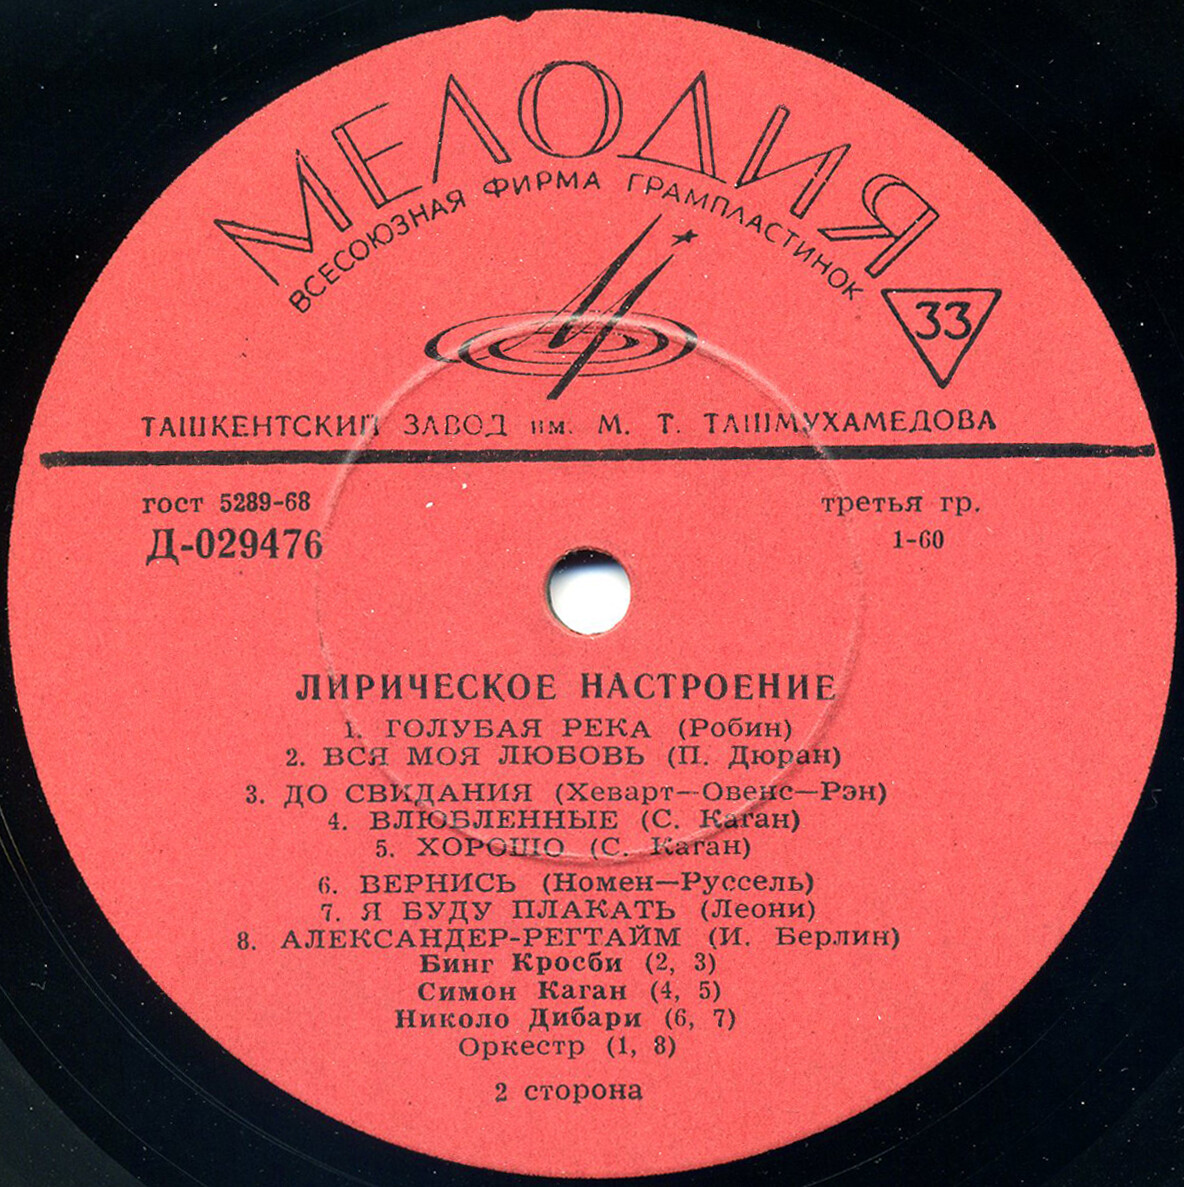 МЕЛОДИЯ
ВСЕСОЮЗНАЯ ФИРМА ГРАМПЛАСТИНОК
33
ТАШКЕНТСКИЙ ЗАВОД им. М. Т. ТАШМУХАМЕДОВА
гост 5289-68
третья гр.
Д-029476
1-60
ЛИРИЧЕСКОЕ НАСТРОЕНИЕ
1. ГОЛУБАЯ РЕКА (Робин)
2. ВСЯ МОЯ ЛЮБОВЬ (П. Дюран)
3. ДО СВИДАНИЯ (Хеварт—Овенс—Рэн)
4. ВЛЮБЛЕННЫЕ (С. Каган)
5. ХОРОШО (С. Каган)
6. ВЕРНИСЬ (Номен—Руссель)
7. Я БУДУ ПЛАКАТЬ (Леони)
8. АЛЕКСАНДЕР-РЕГТАЙМ (И. Берлин)
Бинг Кросби (2, 3)
Симон Каган (4, 5)
Николо Дибари (6, 7)
Оркестр (1, 8)
2 сторона